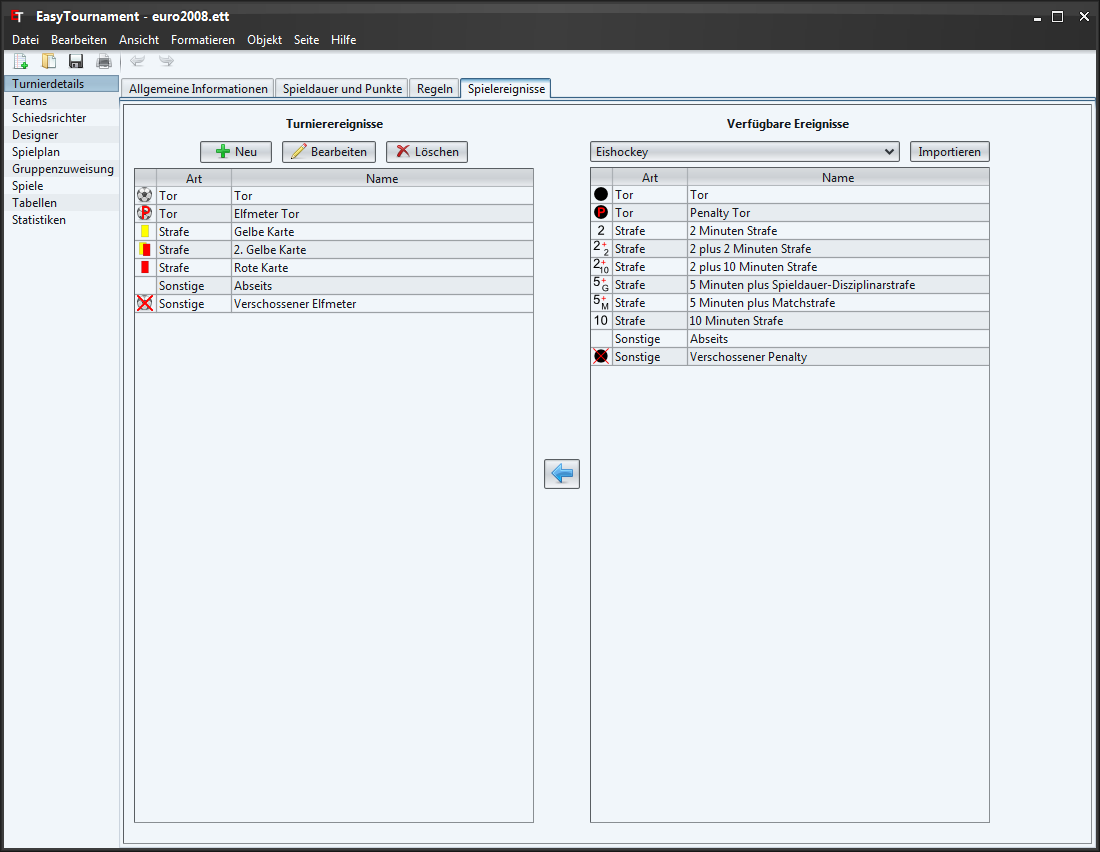 EasyTournament - euro2008.ett
Datei Bearbeiten Ansicht Formatieren Objekt Seite Hilfe
Turnierdetails
Teams
Schiedsrichter
Designer
Spielplan
Gruppenzuweisung
Spiele
Tabellen
Statistiken
Allgemeine Informationen Spieldauer und Punkte Regeln Spielereignisse
Turnierereignisse
Neu Bearbeiten Löschen
Art Name
Tor Tor
P Tor Elfmeter Tor
Strafe Gelbe Karte
Strafe 2. Gelbe Karte
Strafe Rote Karte
Sonstige Abseits
Sonstige Verschossener Elfmeter
Verfügbare Ereignisse
Eishockey Importieren
Art Name
Tor Tor
P Tor Penalty Tor
2 Strafe 2 Minuten Strafe
2+2 Strafe 2 plus 2 Minuten Strafe
2+10 Strafe 2 plus 10 Minuten Strafe
5+G Strafe 5 Minuten plus Spieldauer-Disziplinarstrafe
5+M Strafe 5 Minuten plus Matchstrafe
10 Strafe 10 Minuten Strafe
Sonstige Abseits
Sonstige Verschossener Penalty